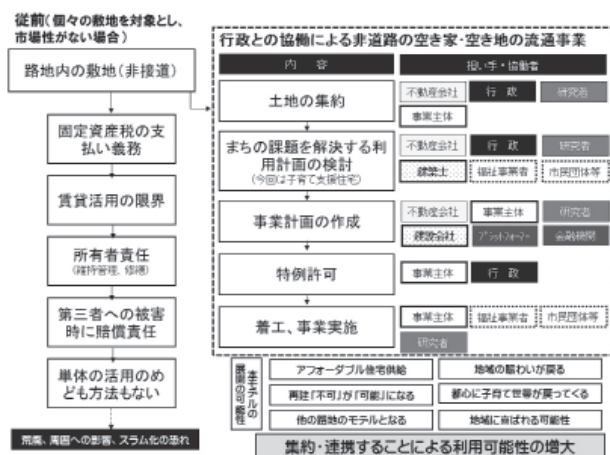 従前(個々の敷地を対象とし、
市場性がない場合)
路地内の敷地(非接道)
固定資産税の支
払い義務
賃貸活用の限界
所有者責任
(維持管理、修繕)
第三者への被害
時に賠償責任
単体の活用のめ
ども方法もない
荒廃、周囲への影響、スラム化の恐れ
行政との協働による非道路の空き家・空き地の流通事業
内 容
担い手・協働者
土地の集約
不動産会社
行 政
研究者
事業主体
まちの課題を解決する利
用計画の検討
(今回は子育て支援住宅)
不動産会社
行 政
研究者
建築士
福祉事業者
市民団体等
事業計画の作成
不動産会社
事業主体
研究者
建設会社
プラットフォーマー
金融機関
特例許可
事業主体
行 政
着工、事業実施
事業主体
福祉事業者
市民団体等
研究者
本モデルの
展開の可能性
アフォーダブル住宅供給
地域の賑わいが戻る
再建「不可」が「可能」になる
都心に子育て世帯が戻ってくる
他の路地のモデルとなる
地域に喜ばれる可能性
集約・連携することによる利用可能性の増大